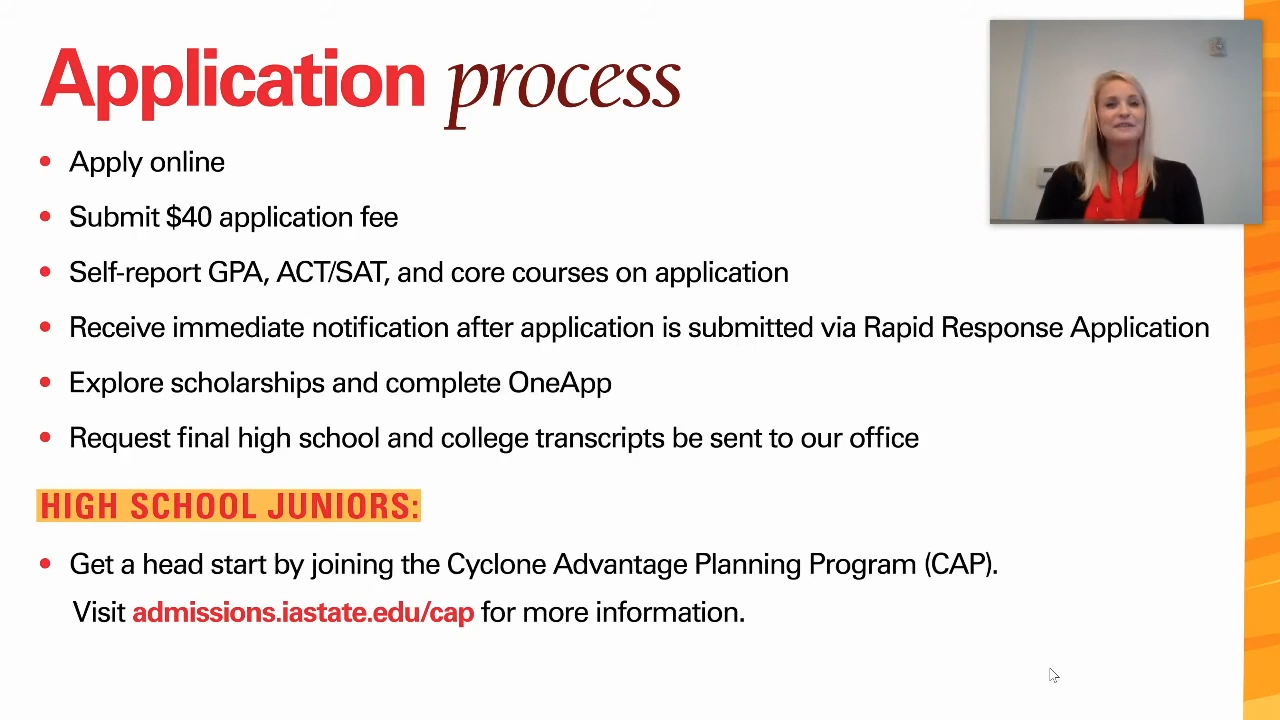 Application process
• Apply online
• Submit $40 application fee
• Self-report GPA, ACT/SAT, and core courses on application
• Receive immediate notification after application is submitted via Rapid Response Application
• Explore scholarships and complete OneApp
• Request final high school and college transcripts be sent to our office
HIGH SCHOOL JUNIORS:
• Get a head start by joining the Cyclone Advantage Planning Program (CAP).
Visit admissions.iastate.edu/cap for more information.